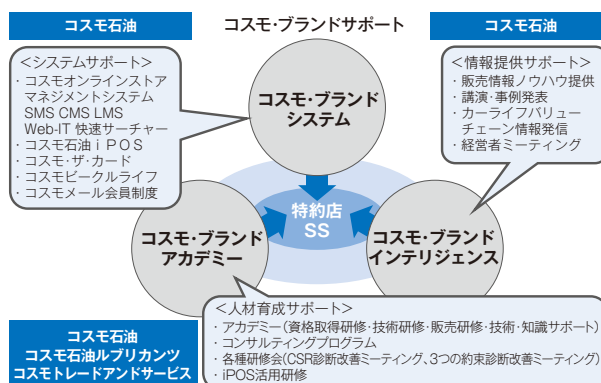 コスモ石油
コスモ・ブランドサポート
コスモ石油
＜システムサポート＞
・コスモオンラインストア
マネジメントシステム
SMS CMS LMS
Web-IT 快速サーチャー
・コスモ石油ｉＰＯＳ
・コスモ・ザ・カード
・コスモビークルライフ
・コスモメール会員制度
コスモ・ブランド
システム
＜情報提供サポート＞
・販売情報ノウハウ提供
・講演・事例発表
・カーライフバリュー
チェーン情報発信
・経営者ミーティング
特約店
SS
コスモ・ブランド
アカデミー
コスモ・ブランド
インテリジェンス
＜人材育成サポート＞
・アカデミー（資格取得研修・技術研修・販売研修・技術・知識サポート）
・コンサルティングプログラム
・各種研修会（CSR診断改善ミーティング、3つの約束診断改善ミーティング）
・iPOS活用研修
コスモ石油
コスモ石油ルブリカンツ
コスモトレードアンドサービス